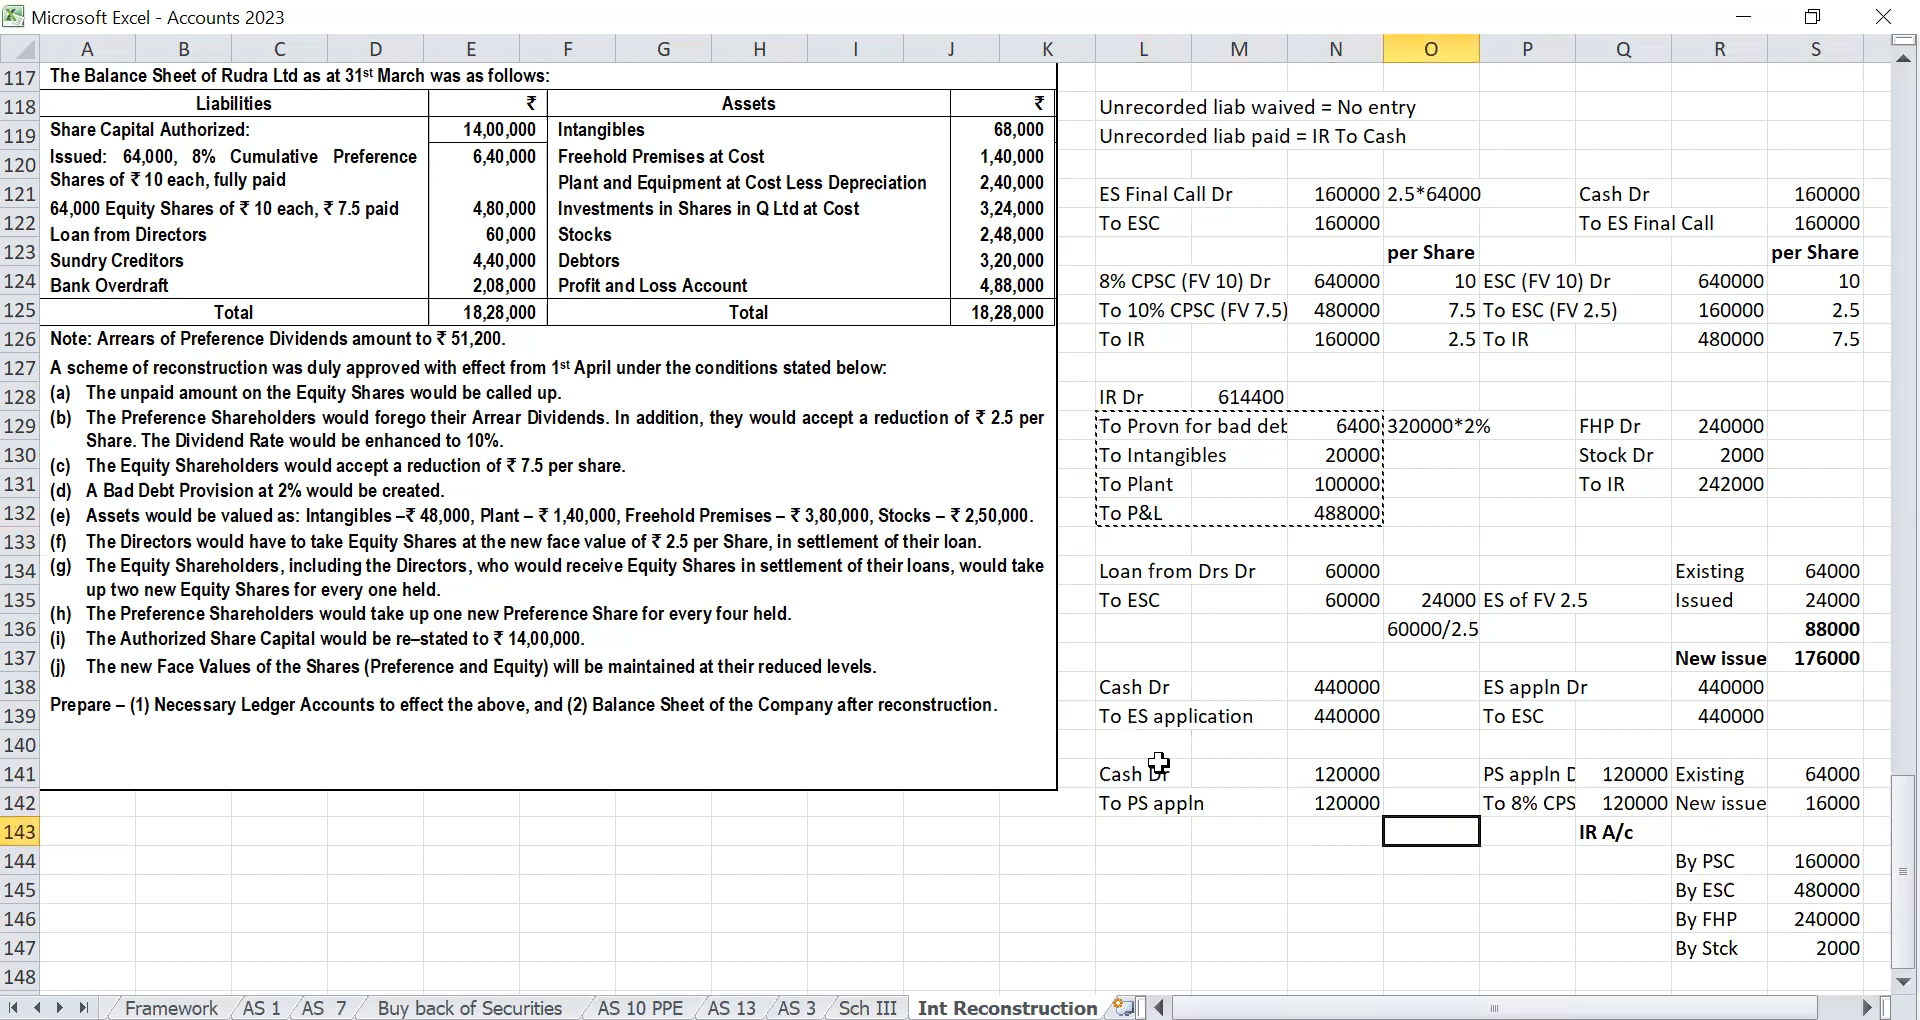 Microsoft Excel - Accounts 2023
A B C D E F G H I J K L M N O P Q R S
117 The Balance Sheet of Rudra Ltd as at 31st March was as follows:
118 Liabilities ₹ Assets ₹ Unrecorded liab waived = No entry
119 Share Capital Authorized: 14,00,000 Intangibles 68,000 Unrecorded liab paid = IR To Cash
120 Issued: 64,000, 8% Cumulative Preference 6,40,000 Freehold Premises at Cost 1,40,000
Shares of ₹ 10 each, fully paid Plant and Equipment at Cost Less Depreciation 2,40,000
121 ES Final Call Dr 160000 2.5*64000 Cash Dr 160000
64,000 Equity Shares of ₹ 10 each, ₹ 7.5 paid 4,80,000 Investments in Shares in Q Ltd at Cost 3,24,000
122 To ESC 160000 To ES Final Call 160000
Loan from Directors 60,000 Stocks 2,48,000
123 per Share per Share
Sundry Creditors 4,40,000 Debtors 3,20,000
124 Bank Overdraft 2,08,000 Profit and Loss Account 4,88,000 8% CPSC (FV 10) Dr 640000 10 ESC (FV 10) Dr 640000 10
125 Total 18,28,000 Total 18,28,000 To 10% CPSC (FV 7.5) 480000 7.5 To ESC (FV 2.5) 160000 2.5
126 Note: Arrears of Preference Dividends amount to ₹ 51,200. To IR 160000 2.5 To IR 480000 7.5
127 A scheme of reconstruction was duly approved with effect from 1st April under the conditions stated below:
128 (a) The unpaid amount on the Equity Shares would be called up. IR Dr 614400
129 (b) The Preference Shareholders would forego their Arrear Dividends. In addition, they would accept a reduction of ₹ 2.5 per To Provn for bad deb 6400 320000*2% FHP Dr 240000
Share. The Dividend Rate would be enhanced to 10%.
130 (c) The Equity Shareholders would accept a reduction of ₹ 7.5 per share. To Intangibles 20000 Stock Dr 2000
131 (d) A Bad Debt Provision at 2% would be created. To Plant 100000 To IR 242000
132 (e) Assets would be valued as: Intangibles –₹ 48,000, Plant – ₹ 1,40,000, Freehold Premises – ₹ 3,80,000, Stocks – ₹ 2,50,000. To P&L 488000
133 (f) The Directors would have to take Equity Shares at the new face value of ₹ 2.5 per Share, in settlement of their loan.
134 (g) The Equity Shareholders, including the Directors, who would receive Equity Shares in settlement of their loans, would take Loan from Drs Dr 60000 Existing 64000
up two new Equity Shares for every one held.
135 To ESC 60000 24000 ES of FV 2.5 Issued 24000
136 (h) The Preference Shareholders would take up one new Preference Share for every four held. 60000/2.5 88000
137 (i) The Authorized Share Capital would be re–stated to ₹ 14,00,000. New issue 176000
138 (j) The new Face Values of the Shares (Preference and Equity) will be maintained at their reduced levels. Cash Dr 440000 ES appln Dr 440000
139 Prepare – (1) Necessary Ledger Accounts to effect the above, and (2) Balance Sheet of the Company after reconstruction. To ES application 440000 To ESC 440000
140
141 Cash Dr 120000 PS appln D 120000 Existing 64000
142 To PS appln 120000 To 8% CPS 120000 New issue 16000
143 IR A/c
144 By PSC 160000
145 By ESC 480000
146 By FHP 240000
147 By Stck 2000
148
Framework AS 1 AS 7 Buy back of Securities AS 10 PPE AS 13 AS 3 Sch III Int Reconstruction